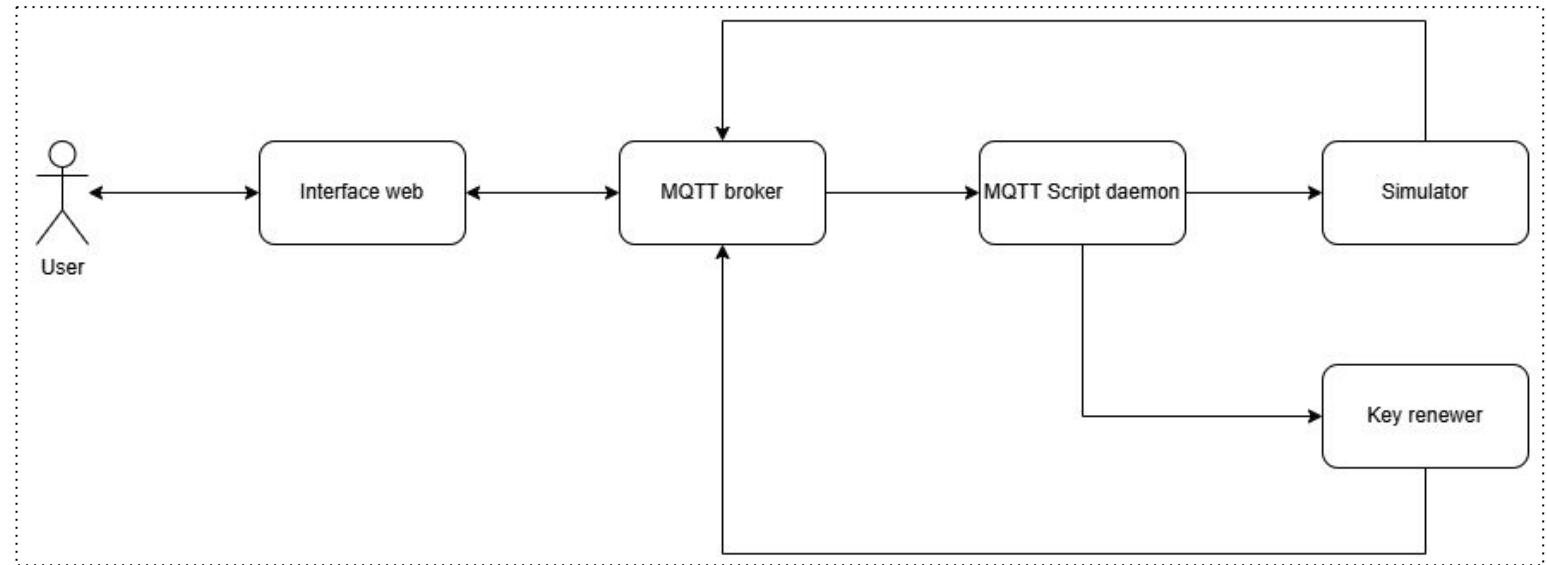 Interface web
MQTT broker
MQTT Script daemon
Simulator
User
Key renewer